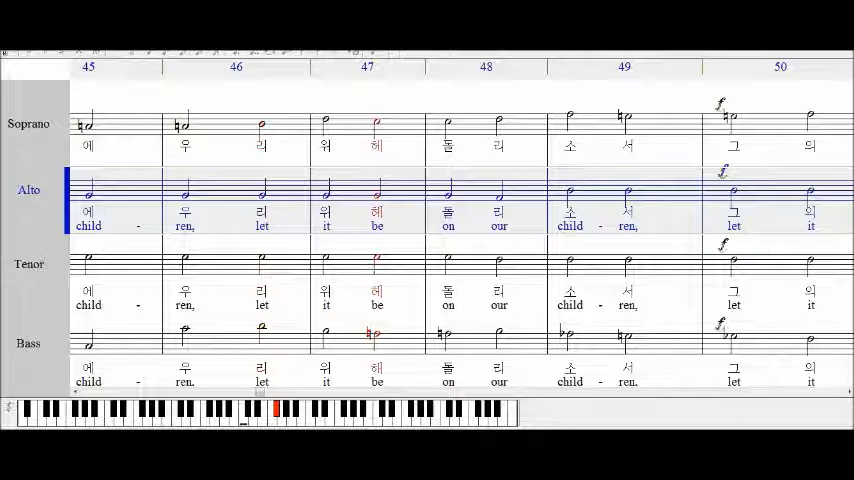 45 46 47 48 49 50
f
Soprano
에 우 리 위 혜 돌 리 소 서 그 의
f
Alto
에 우 리 위 혜 돌 리 소 서 그 의
child - ren, let it be on our child - ren, let it
f
Tenor
에 우 리 위 혜 돌 리 소 서 그 의
child - ren, let it be on our child - ren, let it
f
Bass
에 우 리 위 혜 돌 리 소 서 그 의
child - ren, let it be on our child - ren, let it